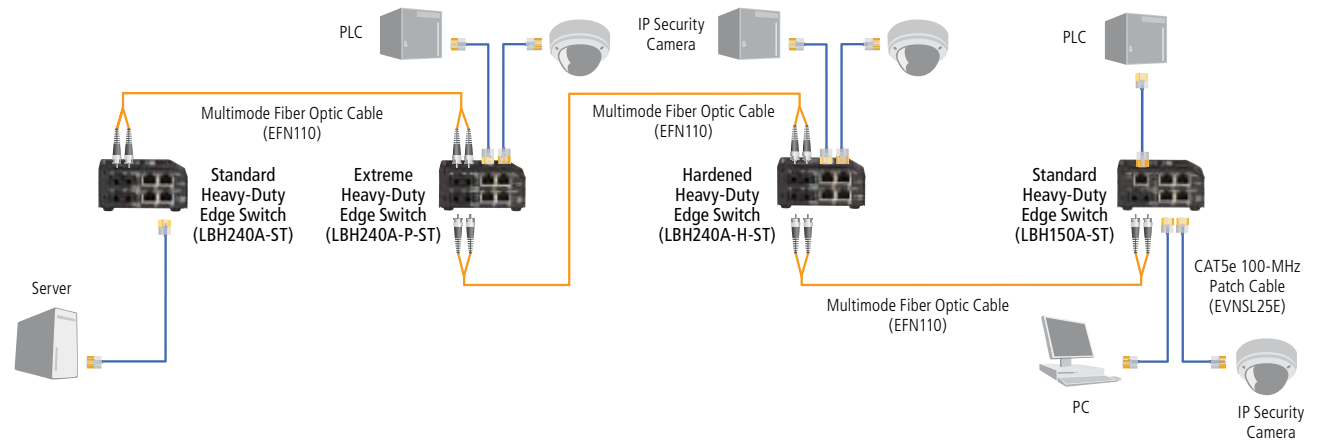 PLC
IP Security
Camera
PLC
Multimode Fiber Optic Cable
(EFN110)
Multimode Fiber Optic Cable
(EFN110)
Standard
Heavy-Duty
Edge Switch
(LBH240A-ST)
Extreme
Heavy-Duty
Edge Switch
(LBH240A-P-ST)
Hardened
Heavy-Duty
Edge Switch
(LBH240A-H-ST)
Standard
Heavy-Duty
Edge Switch
(LBH150A-ST)
CAT5e 100-MHz
Patch Cable
(EVNSL25E)
Server
Multimode Fiber Optic Cable
(EFN110)
PC
IP Security
Camera